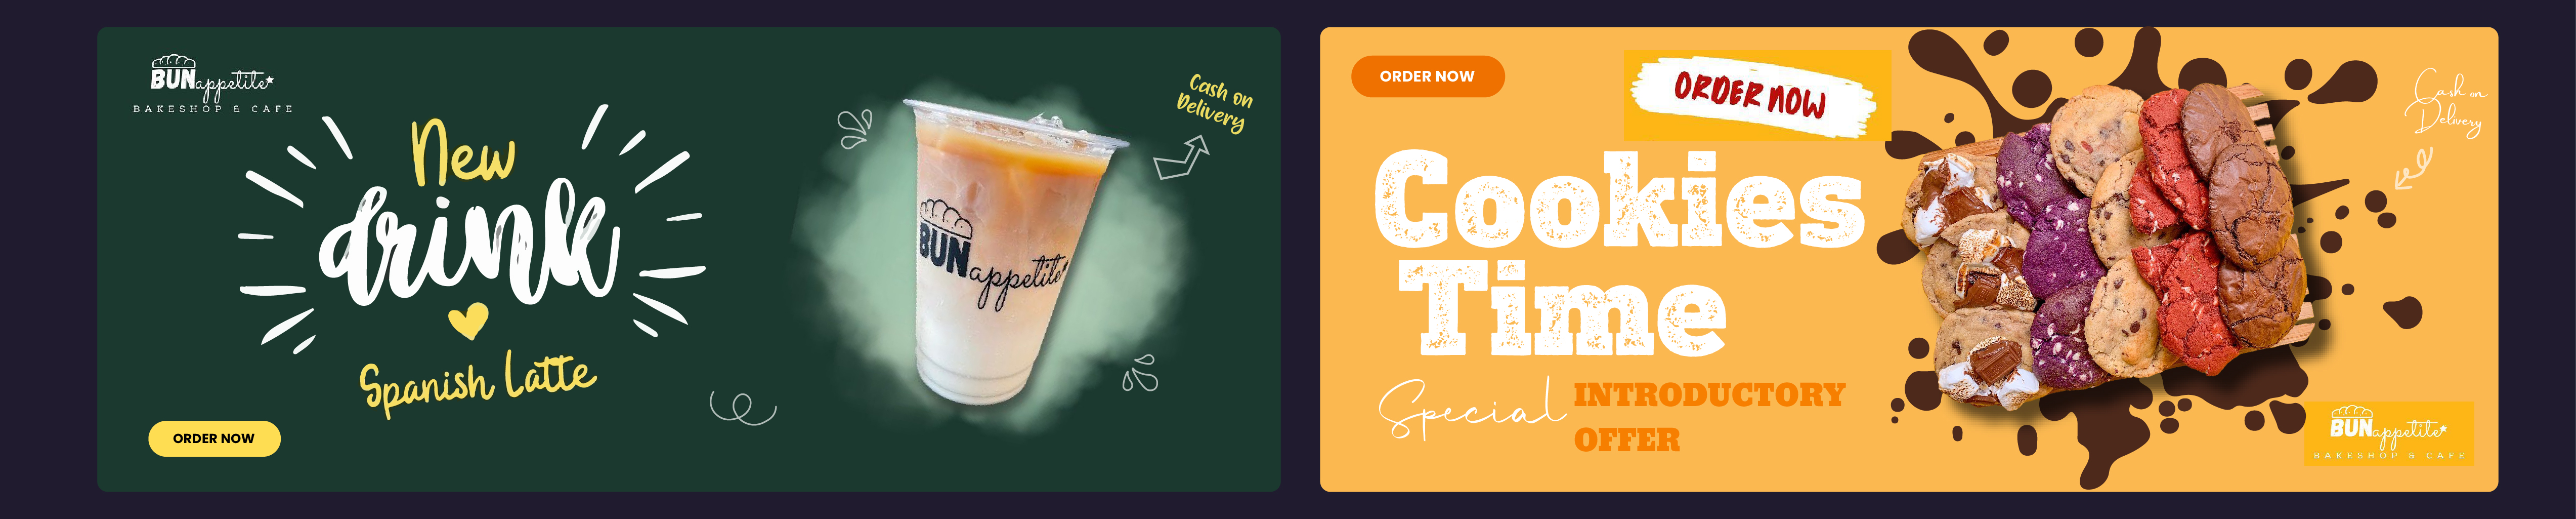 BUNappetite
BAKESHOP & CAFE
New
drink
Spanish Latte
ORDER NOW
BUNappetite
Cash on
Delivery
ORDER NOW
ORDER NOW
Cookies
Time
Special
INTRODUCTORY
OFFER
Cash on
Delivery
BUNappetite
BAKESHOP & CAFE